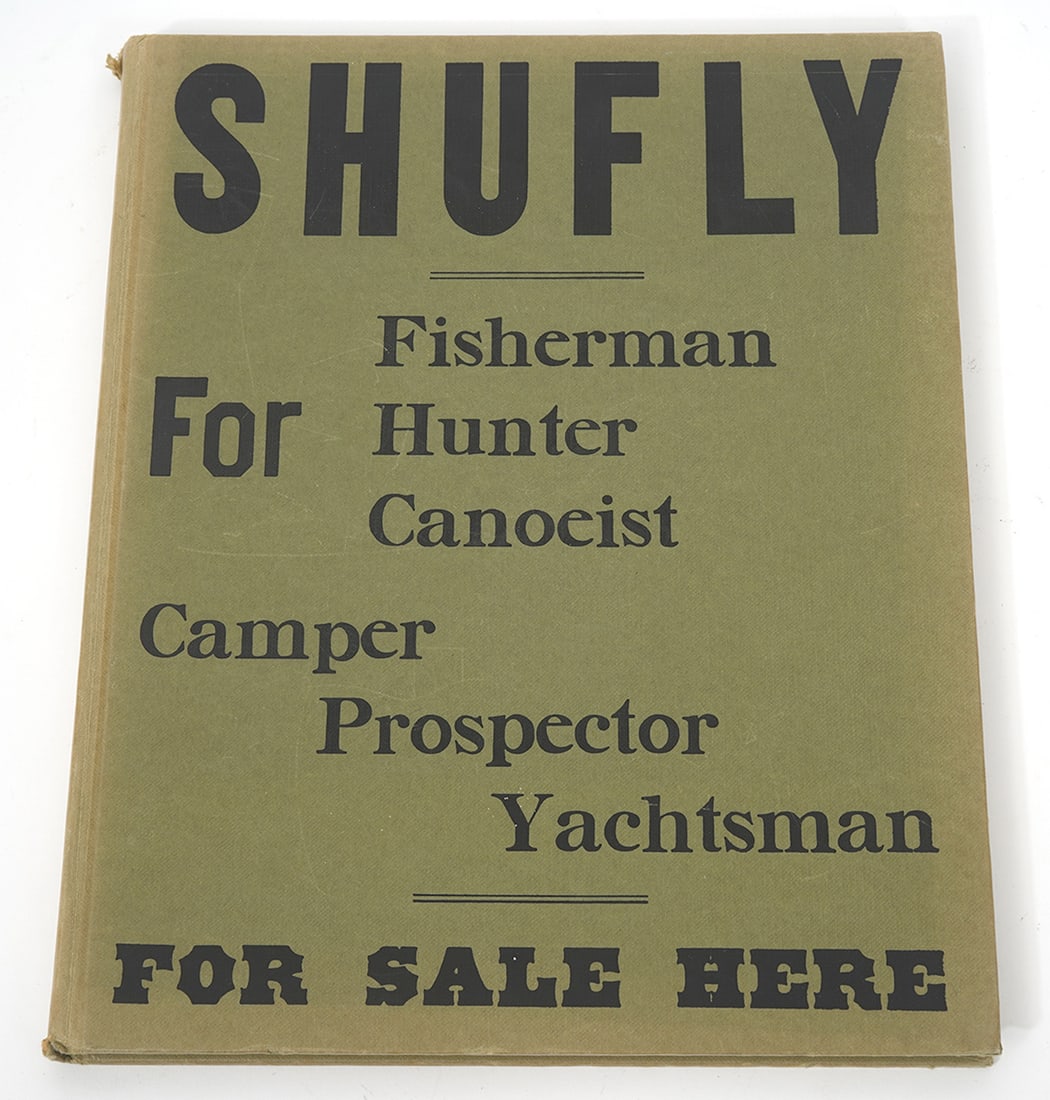 SHUFLY
Fisherman
For Hunter
Canoeist
Camper
Prospector
Yachtsman
FOR SALE HERE